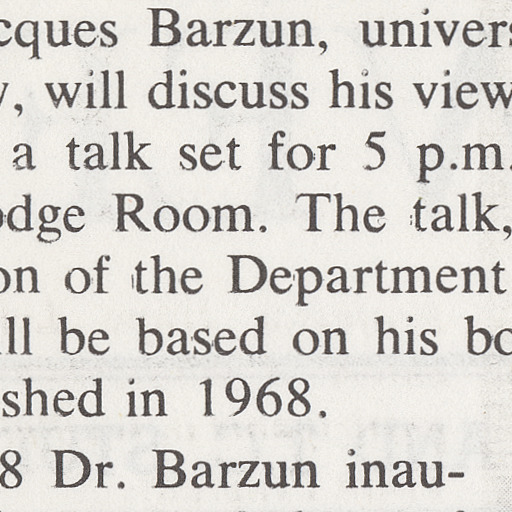 cques Barzun, univers
y, will discuss his view
a talk set for 5 p.m.
odge Room. The talk,
on of the Department
ll be based on his bo
shed in 1968.
8 Dr. Barzun inau-